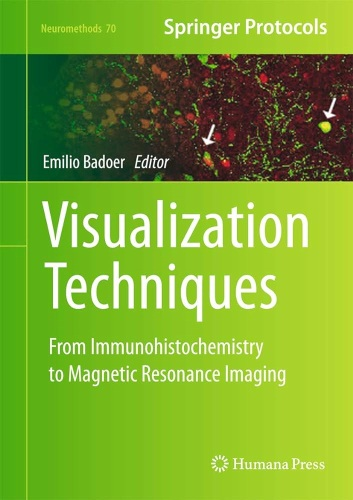 Neuromethods 70
Springer Protocols
Emilio Badoer Editor
Visualization
Techniques
From Immunohistochemistry
to Magnetic Resonance Imaging
Humana Press